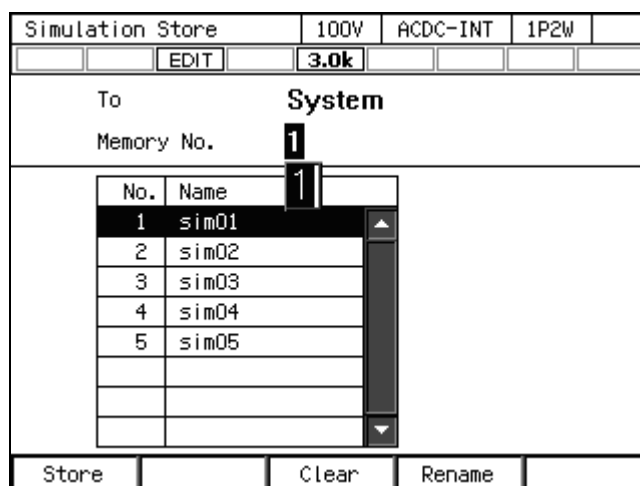 Simulation Store 100V ACDC-INT 1P2W
EDIT 3.0k
To System
Memory No. 1
1
No. Name
1 sim01
2 sim02
3 sim03
4 sim04
5 sim05
Store Clear Rename